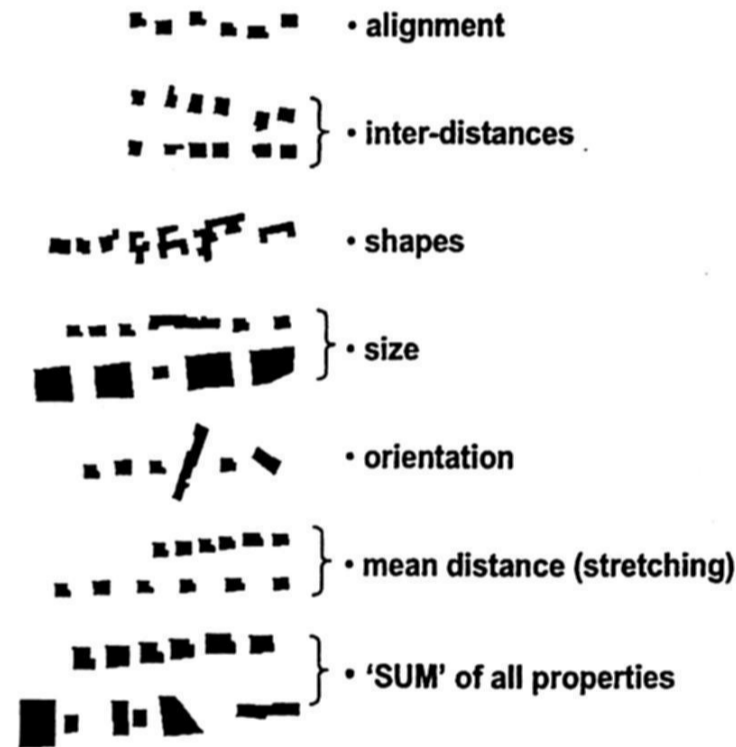 • alignment
• inter-distances
• shapes
• size
• orientation
• mean distance (stretching)
• ‘SUM’ of all properties